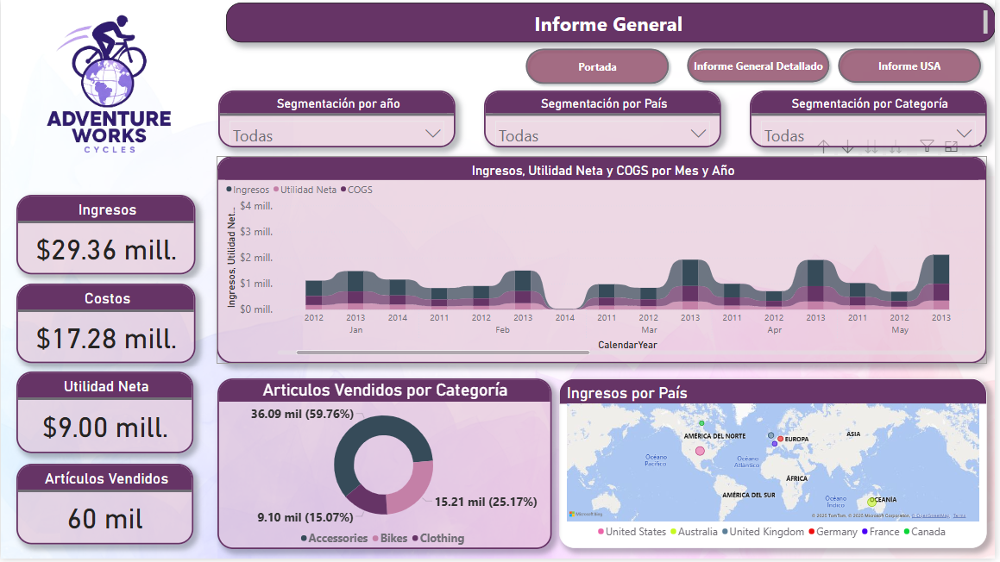 ADVENTURE
WORKS
CYCLES
Informe General
Portada
Informe General Detallado
Informe USA
Segmentación por año
Todas
Segmentación por País
Todas
Segmentación por Categoría
Todas
Ingresos
$29.36 mill.
Costos
$17.28 mill.
Utilidad Neta
$9.00 mill.
Artículos Vendidos
60 mil
Ingresos, Utilidad Neta y COGS por Mes y Año
Ingresos Utilidad Neta COGS
Ingresos, Utilidad Net...
$4 mill.
$3 mill.
$2 mill.
$1 mill.
$0 mill.
2012 2013 2014 2011 2012 2013 2014 2011 2012 2013 2011 2012 2013 2011 2012 2013
Jan Feb Mar Apr May
CalendarYear
Articulos Vendidos por Categoría
36.09 mil (59.76%)
15.21 mil (25.17%)
9.10 mil (15.07%)
Accessories Bikes Clothing
Ingresos por País
AMÉRICA DEL NORTE
EUROPA
ASIA
Océano
Pacífico
Océano
Atlántico
ÁFRICA
AMÉRICA DEL SUR
Océano
Índico
OCEANÍA
Microsoft Bing
© 2025 TomTom, © 2025 Microsoft Corporation, © OpenStreetMap Terms
United States Australia United Kingdom Germany France Canada